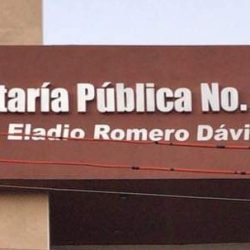 taría Pública No.
Eladio Romero Dávi